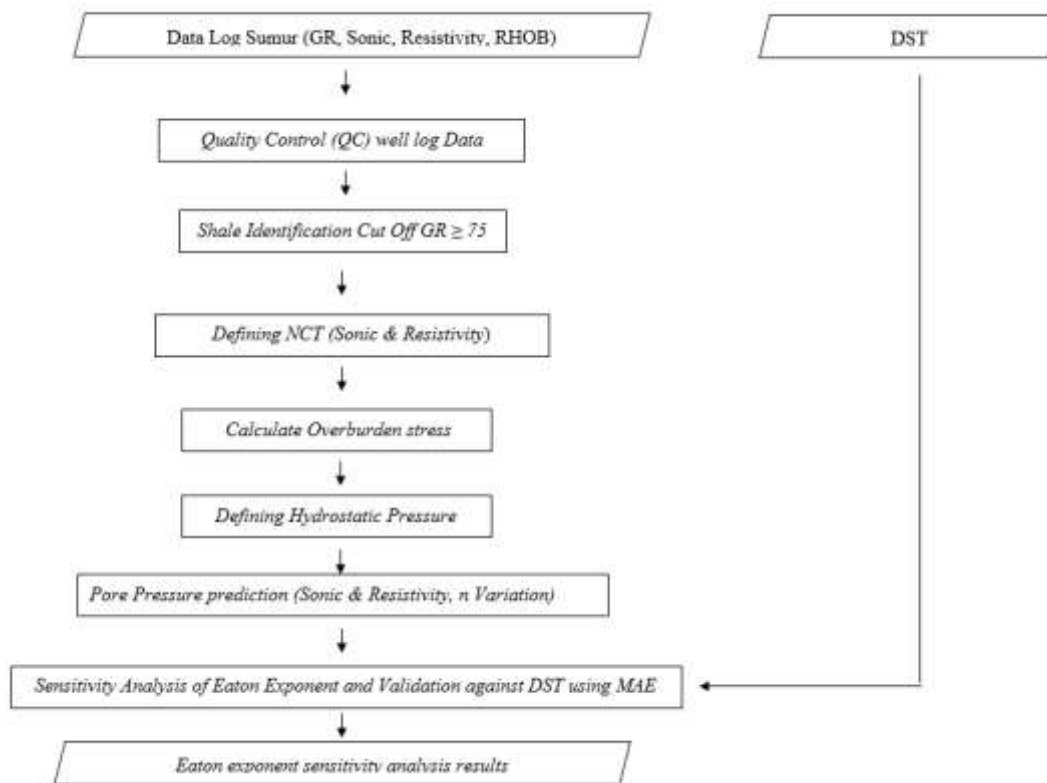 Data Log Sumur (GR, Sonic, Resistivity, RHOB)
DST
Quality Control (QC) well log Data
Shale Identification Cut Off GR ≥ 75
Defining NCT (Sonic & Resistivity)
Calculate Overburden stress
Defining Hydrostatic Pressure
Pore Pressure prediction (Sonic & Resistivity, n Variation)
Sensitivity Analysis of Eaton Exponent and Validation against DST using MAE
Eaton exponent sensitivity analysis results